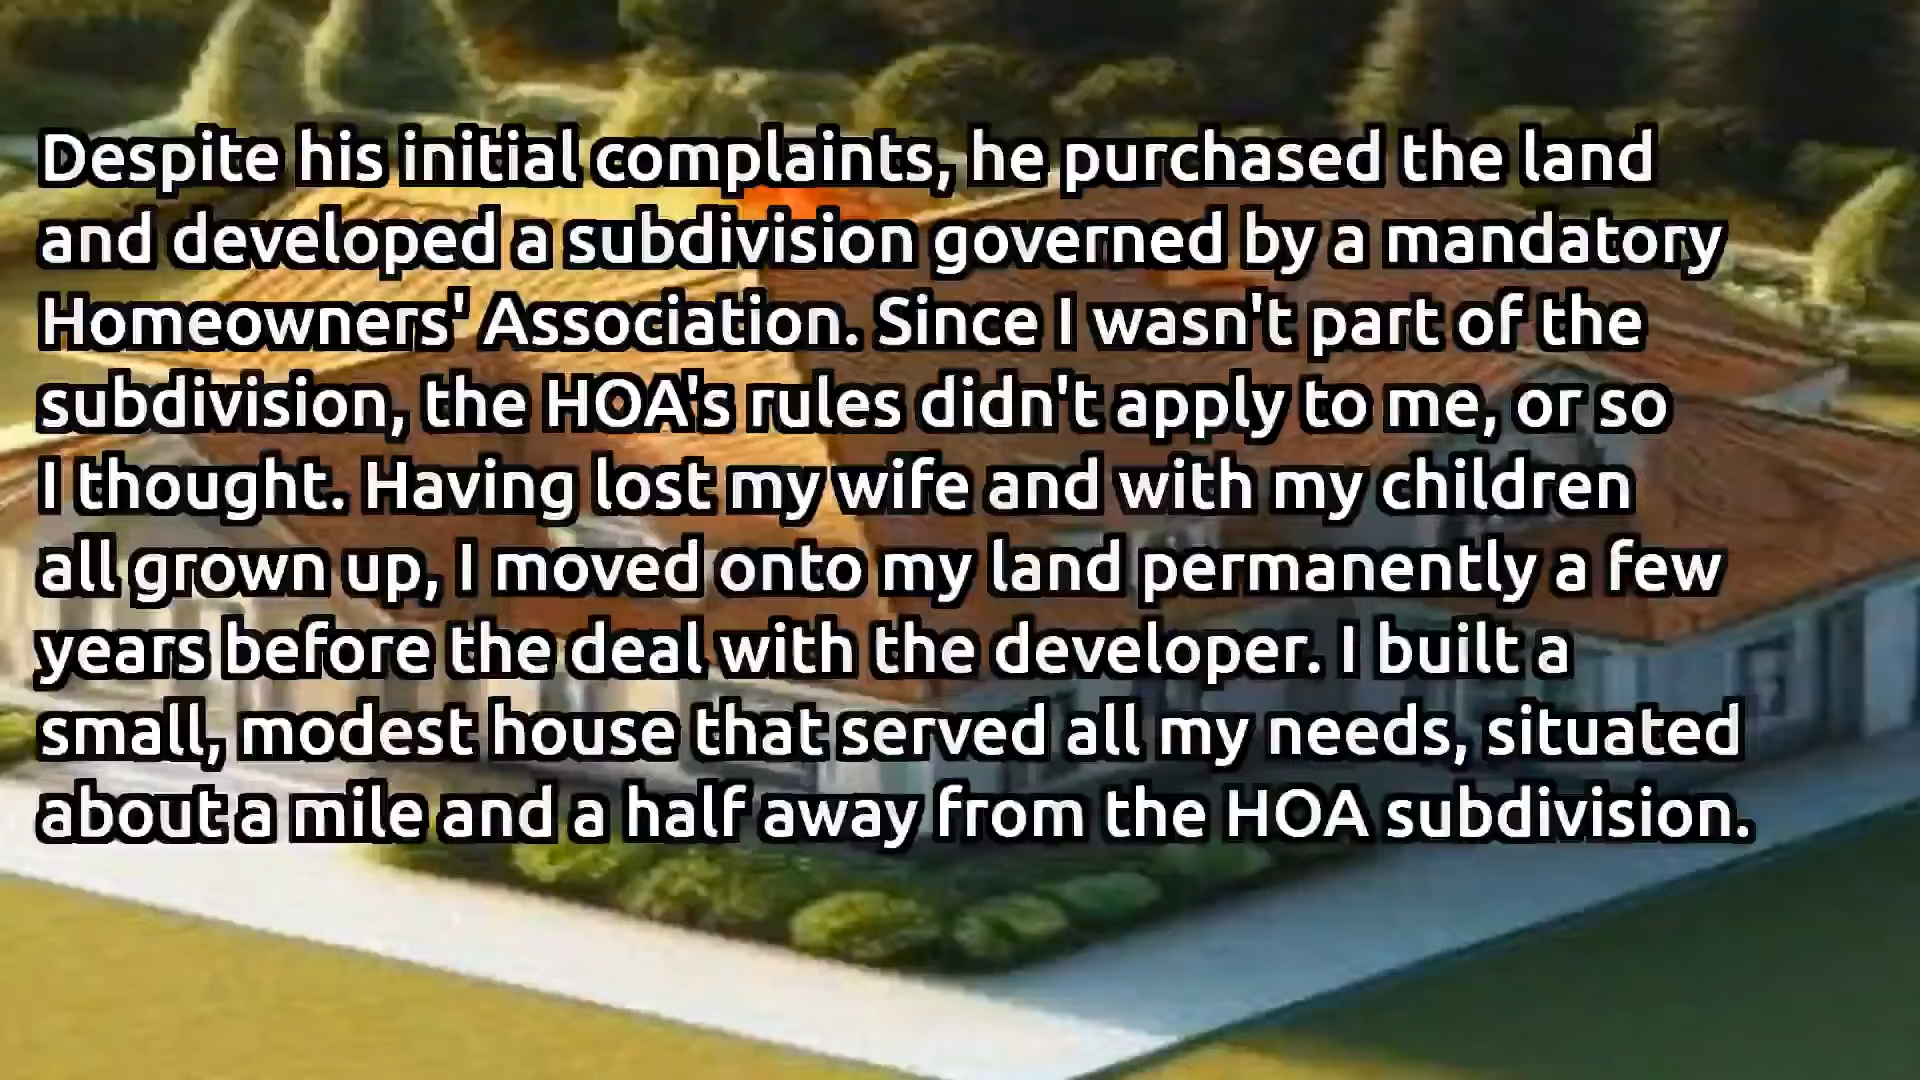 Despite his initial complaints, he purchased the land
and developed a subdivision governed by a mandatory
Homeowners' Association. Since I wasn't part of the
subdivision, the HOA's rules didn't apply to me, or so
I thought. Having lost my wife and with my children
all grown up, I moved onto my land permanently a few
years before the deal with the developer. I built a
small, modest house that served all my needs, situated
about a mile and a half away from the HOA subdivision.